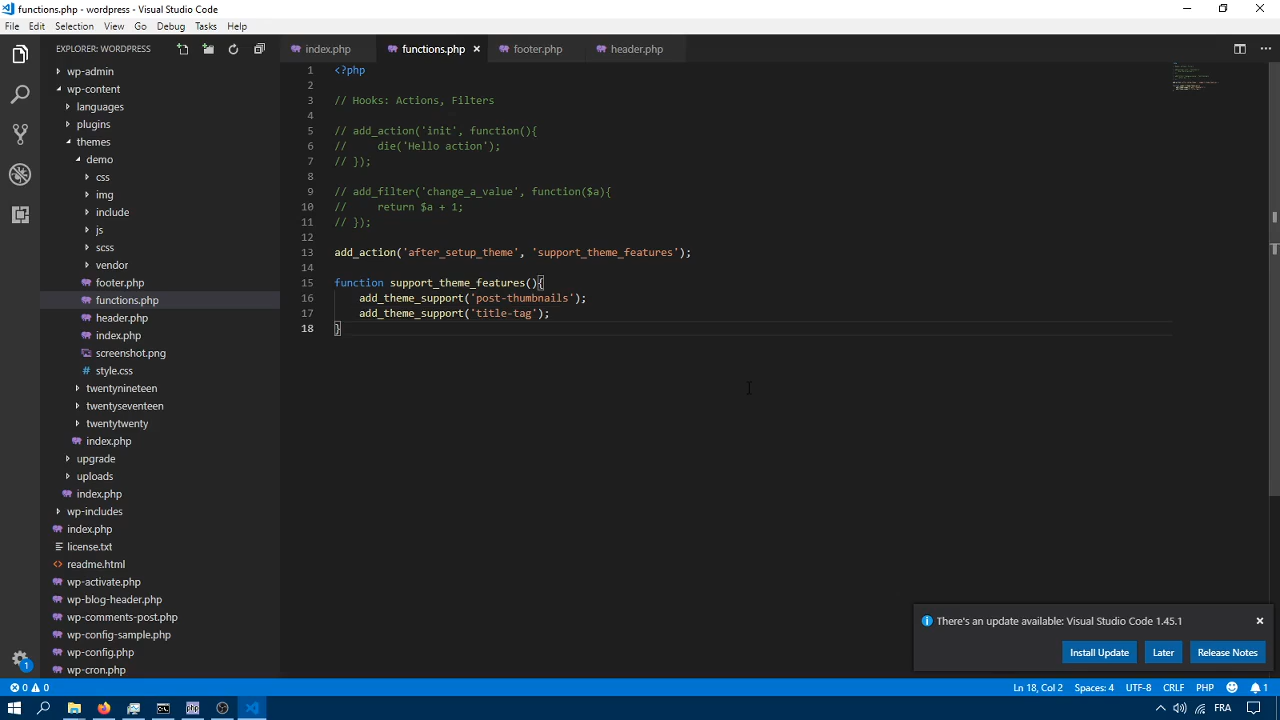 functions.php - wordpress - Visual Studio Code
File Edit Selection View Go Debug Tasks Help
EXPLORER: WORDPRESS
index.php functions.php footer.php header.php
wp-admin
wp-content
languages
plugins
themes
demo
css
img
include
js
scss
vendor
footer.php
functions.php
header.php
index.php
screenshot.png
# style.css
twentynineteen
twentyseventeen
twentytwenty
index.php
upgrade
uploads
index.php
wp-includes
index.php
license.txt
<> readme.html
wp-activate.php
wp-blog-header.php
wp-comments-post.php
wp-config-sample.php
wp-config.php
wp-cron.php
1 <?php
2
3 // Hooks: Actions, Filters
4
5 // add_action('init', function(){
6 //     die('Hello action');
7 // });
8
9 // add_filter('change_a_value', function($a){
10 //     return $a + 1;
11 // });
12
13 add_action('after_setup_theme', 'support_theme_features');
14
15 function support_theme_features(){
16     add_theme_support('post-thumbnails');
17     add_theme_support('title-tag');
18 }
There's an update available: Visual Studio Code 1.45.1
Install Update Later Release Notes
1
0 0 Ln 18, Col 2 Spaces: 4 UTF-8 CRLF PHP 1
FRA